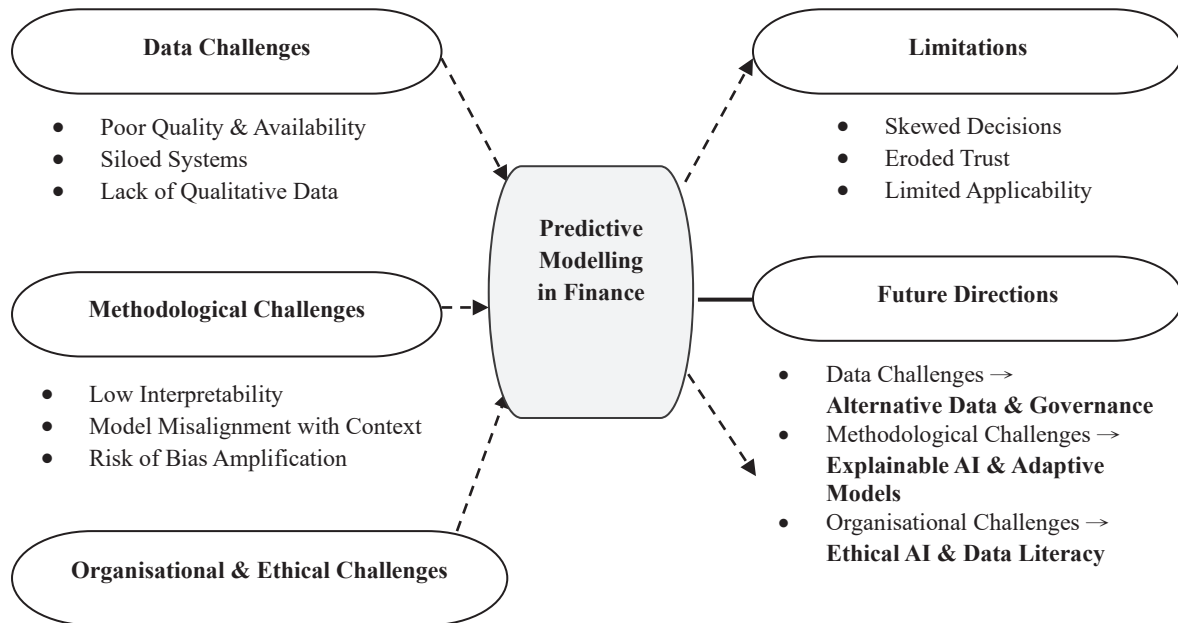 Data Challenges
• Poor Quality & Availability
• Siloed Systems
• Lack of Qualitative Data
Methodological Challenges
• Low Interpretability
• Model Misalignment with Context
• Risk of Bias Amplification
Organisational & Ethical Challenges
Predictive
Modelling
in Finance
Limitations
• Skewed Decisions
• Eroded Trust
• Limited Applicability
Future Directions
• Data Challenges →
Alternative Data & Governance
• Methodological Challenges →
Explainable AI & Adaptive
Models
• Organisational Challenges →
Ethical AI & Data Literacy